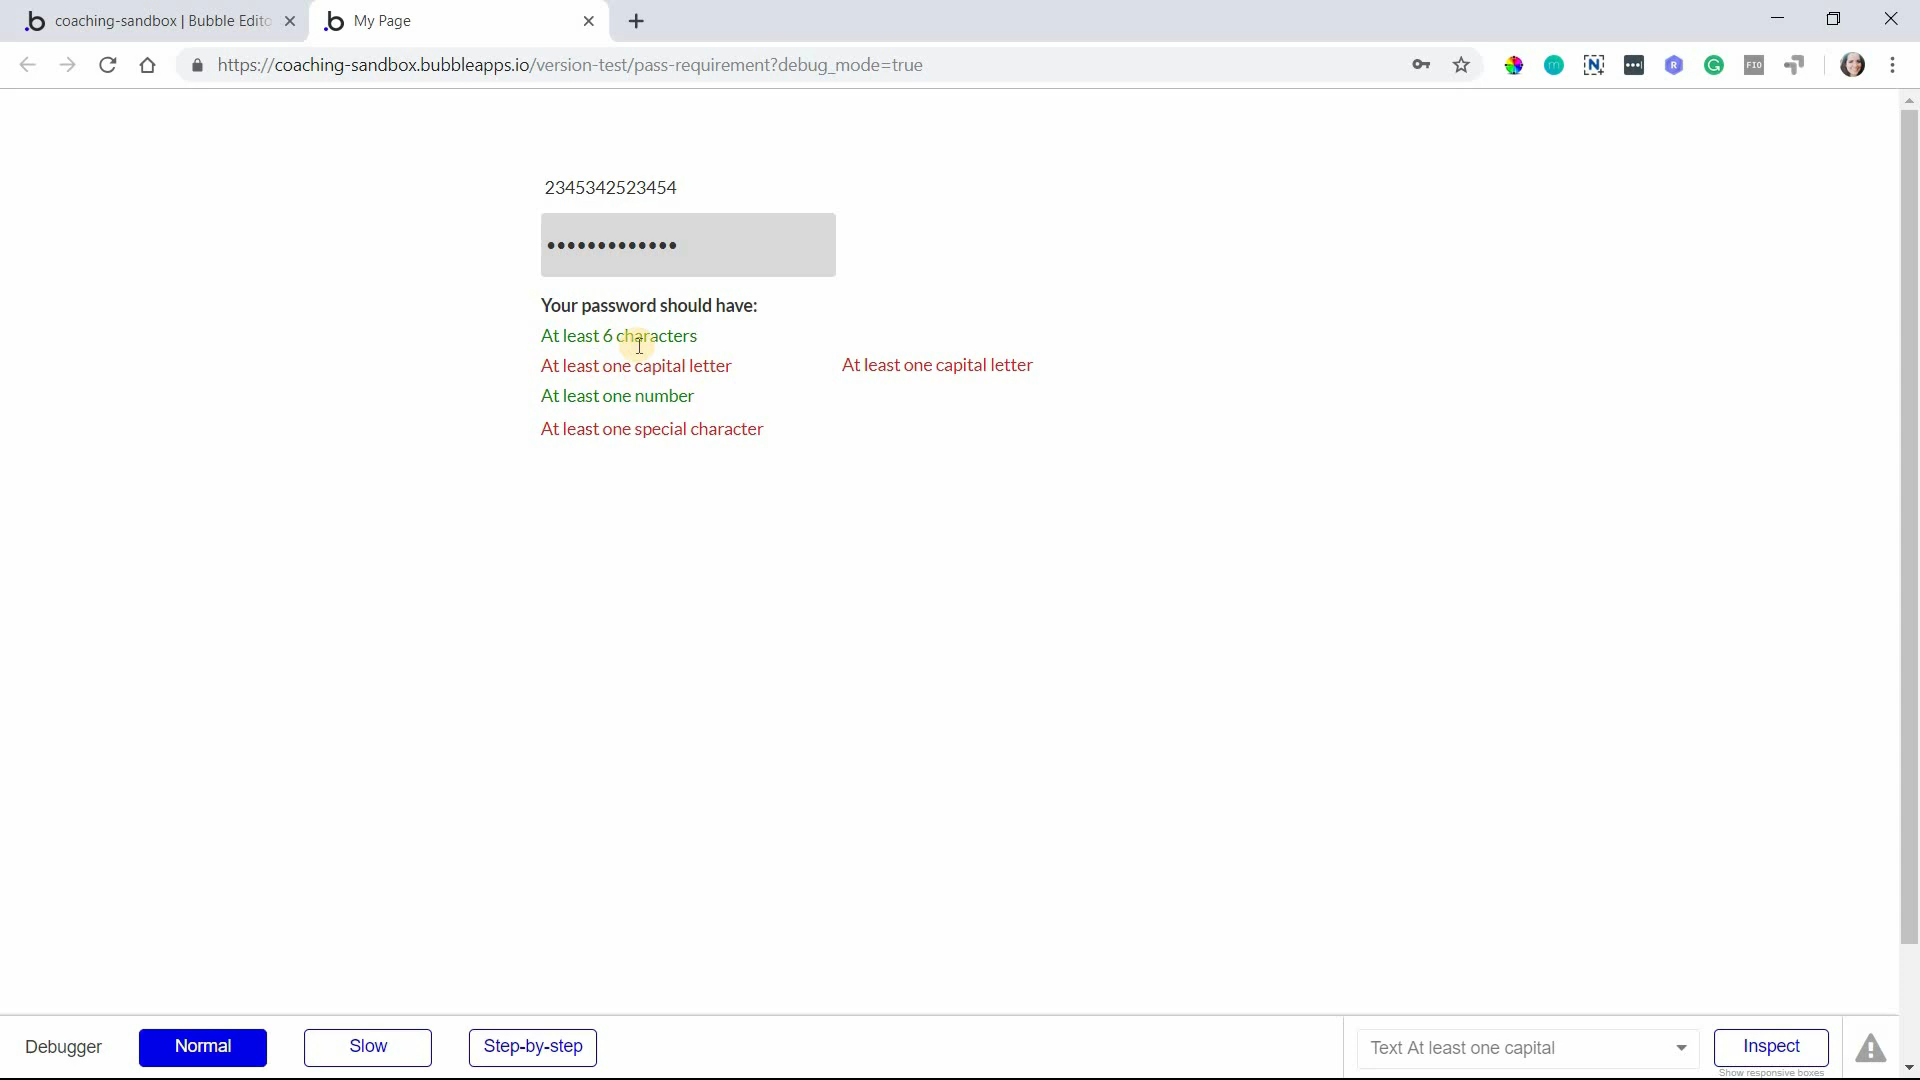 coaching-sandbox | Bubble Edito
My Page
https://coaching-sandbox.bubbleapps.io/version-test/pass-requirement?debug_mode=true
2345342523454
•••••••••••••
Your password should have:
At least 6 characters
At least one capital letter
At least one capital letter
At least one number
At least one special character
Debugger
Normal
Slow
Step-by-step
Text At least one capital
Inspect
Show responsive boxes